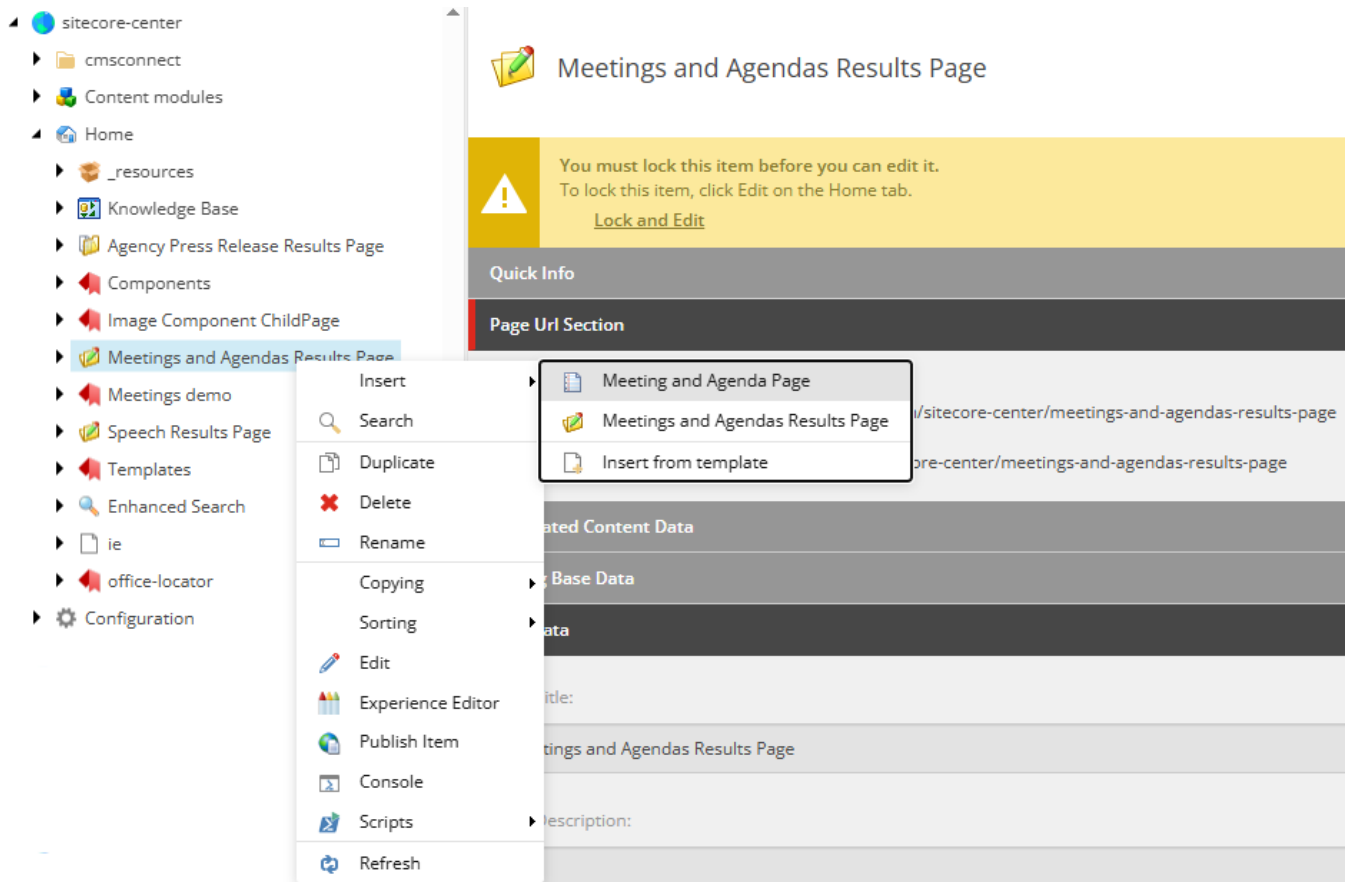 sitecore-center
cmsconnect
Content modules
Home
_resources
Knowledge Base
Agency Press Release Results Page
Components
Image Component ChildPage
Meetings and Agendas Results Page
Meetings demo
Speech Results Page
Templates
Enhanced Search
ie
office-locator
Configuration
Insert
Search
Duplicate
Delete
Rename
Copying
Sorting
Edit
Experience Editor
Publish Item
Console
Scripts
Refresh
Meeting and Agenda Page
Meetings and Agendas Results Page
Insert from template
Meetings and Agendas Results Page
You must lock this item before you can edit it.
To lock this item, click Edit on the Home tab.
Lock and Edit
Quick Info
Page Url Section
/sitecore-center/meetings-and-agendas-results-page
ore-center/meetings-and-agendas-results-page
ated Content Data
Base Data
ata
itle:
tings and Agendas Results Page
Description: